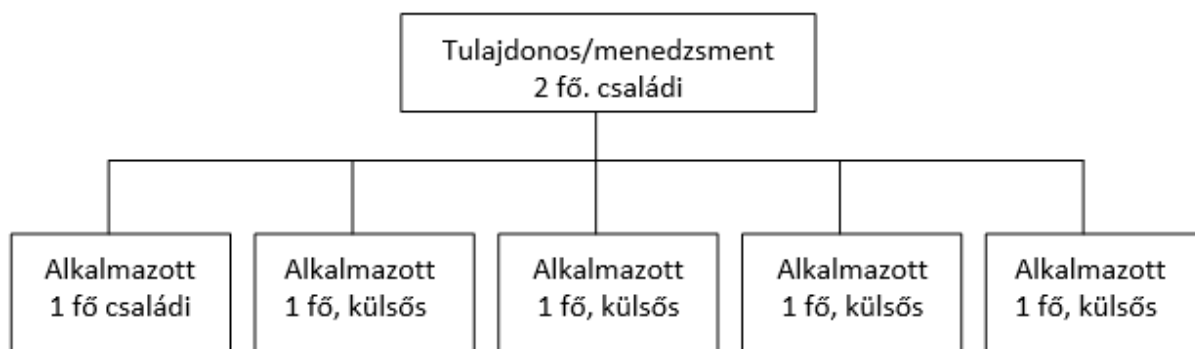 Tulajdonos/menedzsment
2 fő. családi
Alkalmazott
1 fő családi
Alkalmazott
1 fő, külsős
Alkalmazott
1 fő, külsős
Alkalmazott
1 fő, külsős
Alkalmazott
1 fő, külsős